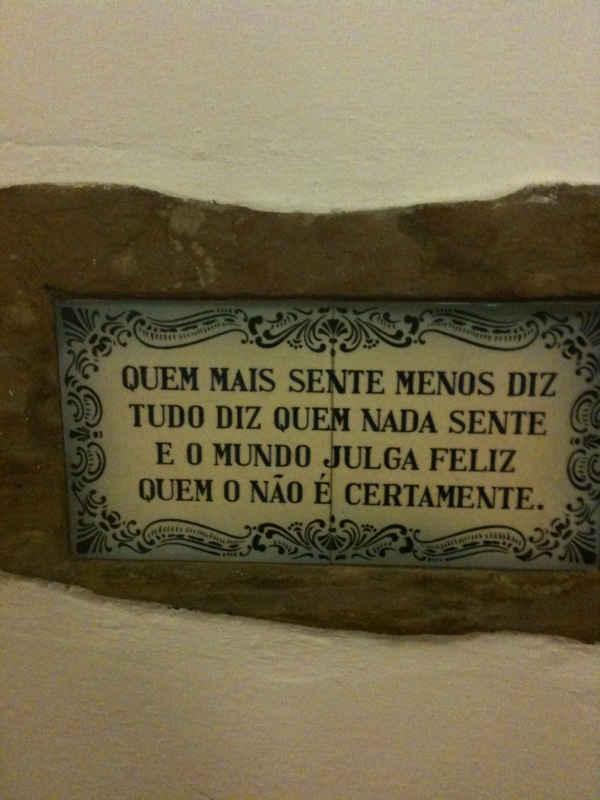 QUEM MAIS SENTE MENOS DIZ
TUDO DIZ QUEM NADA SENTE
E O MUNDO JULGA FELIZ
QUEM O NÃO É CERTAMENTE.